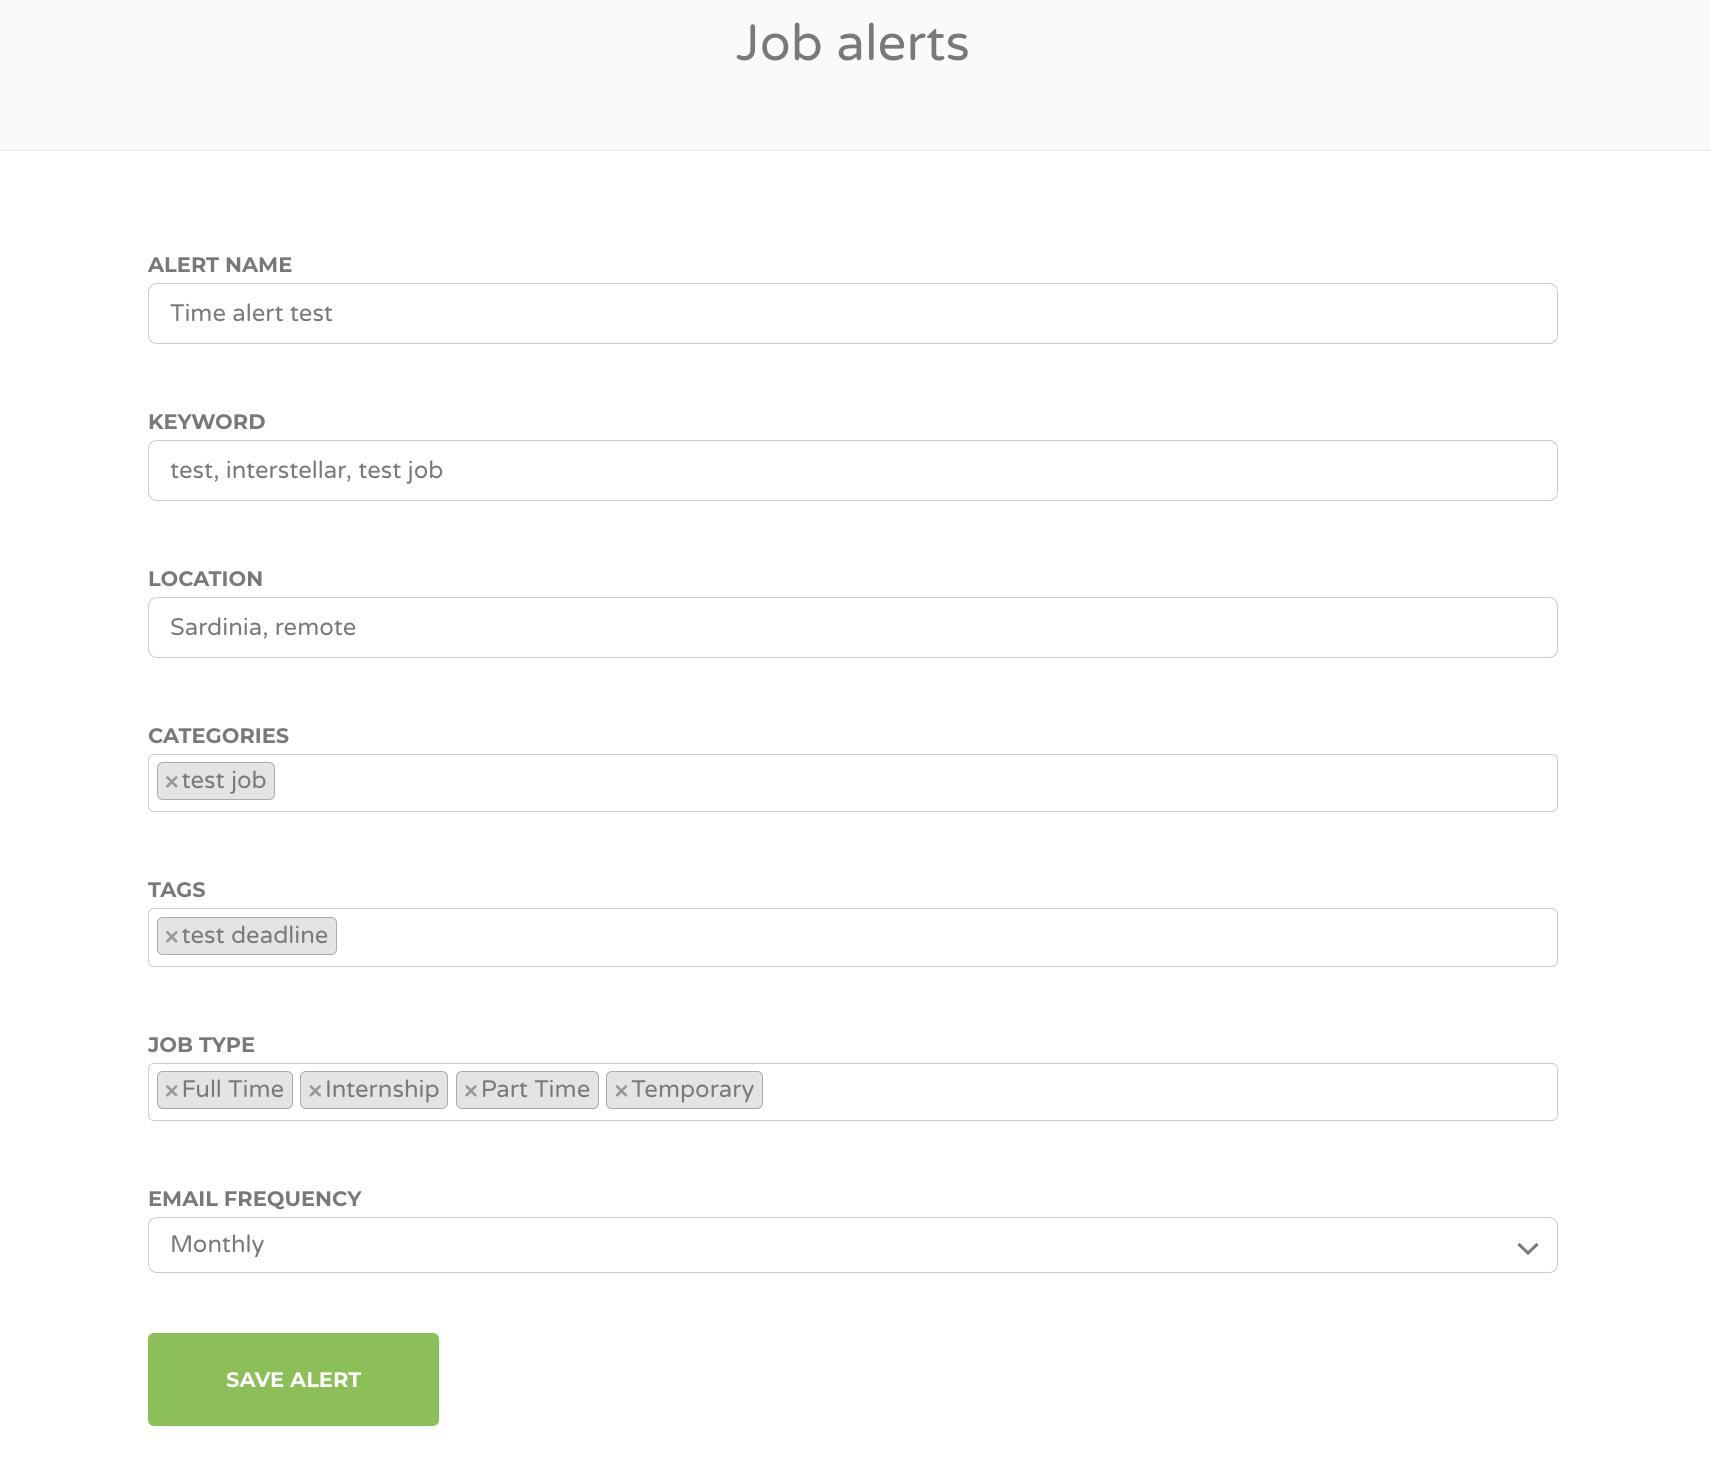 Job alerts
ALERT NAME
Time alert test
KEYWORD
test, interstellar, test job
LOCATION
Sardinia, remote
CATEGORIES
×test job
TAGS
×test deadline
JOB TYPE
×Full Time ×Internship ×Part Time ×Temporary
EMAIL FREQUENCY
Monthly
SAVE ALERT